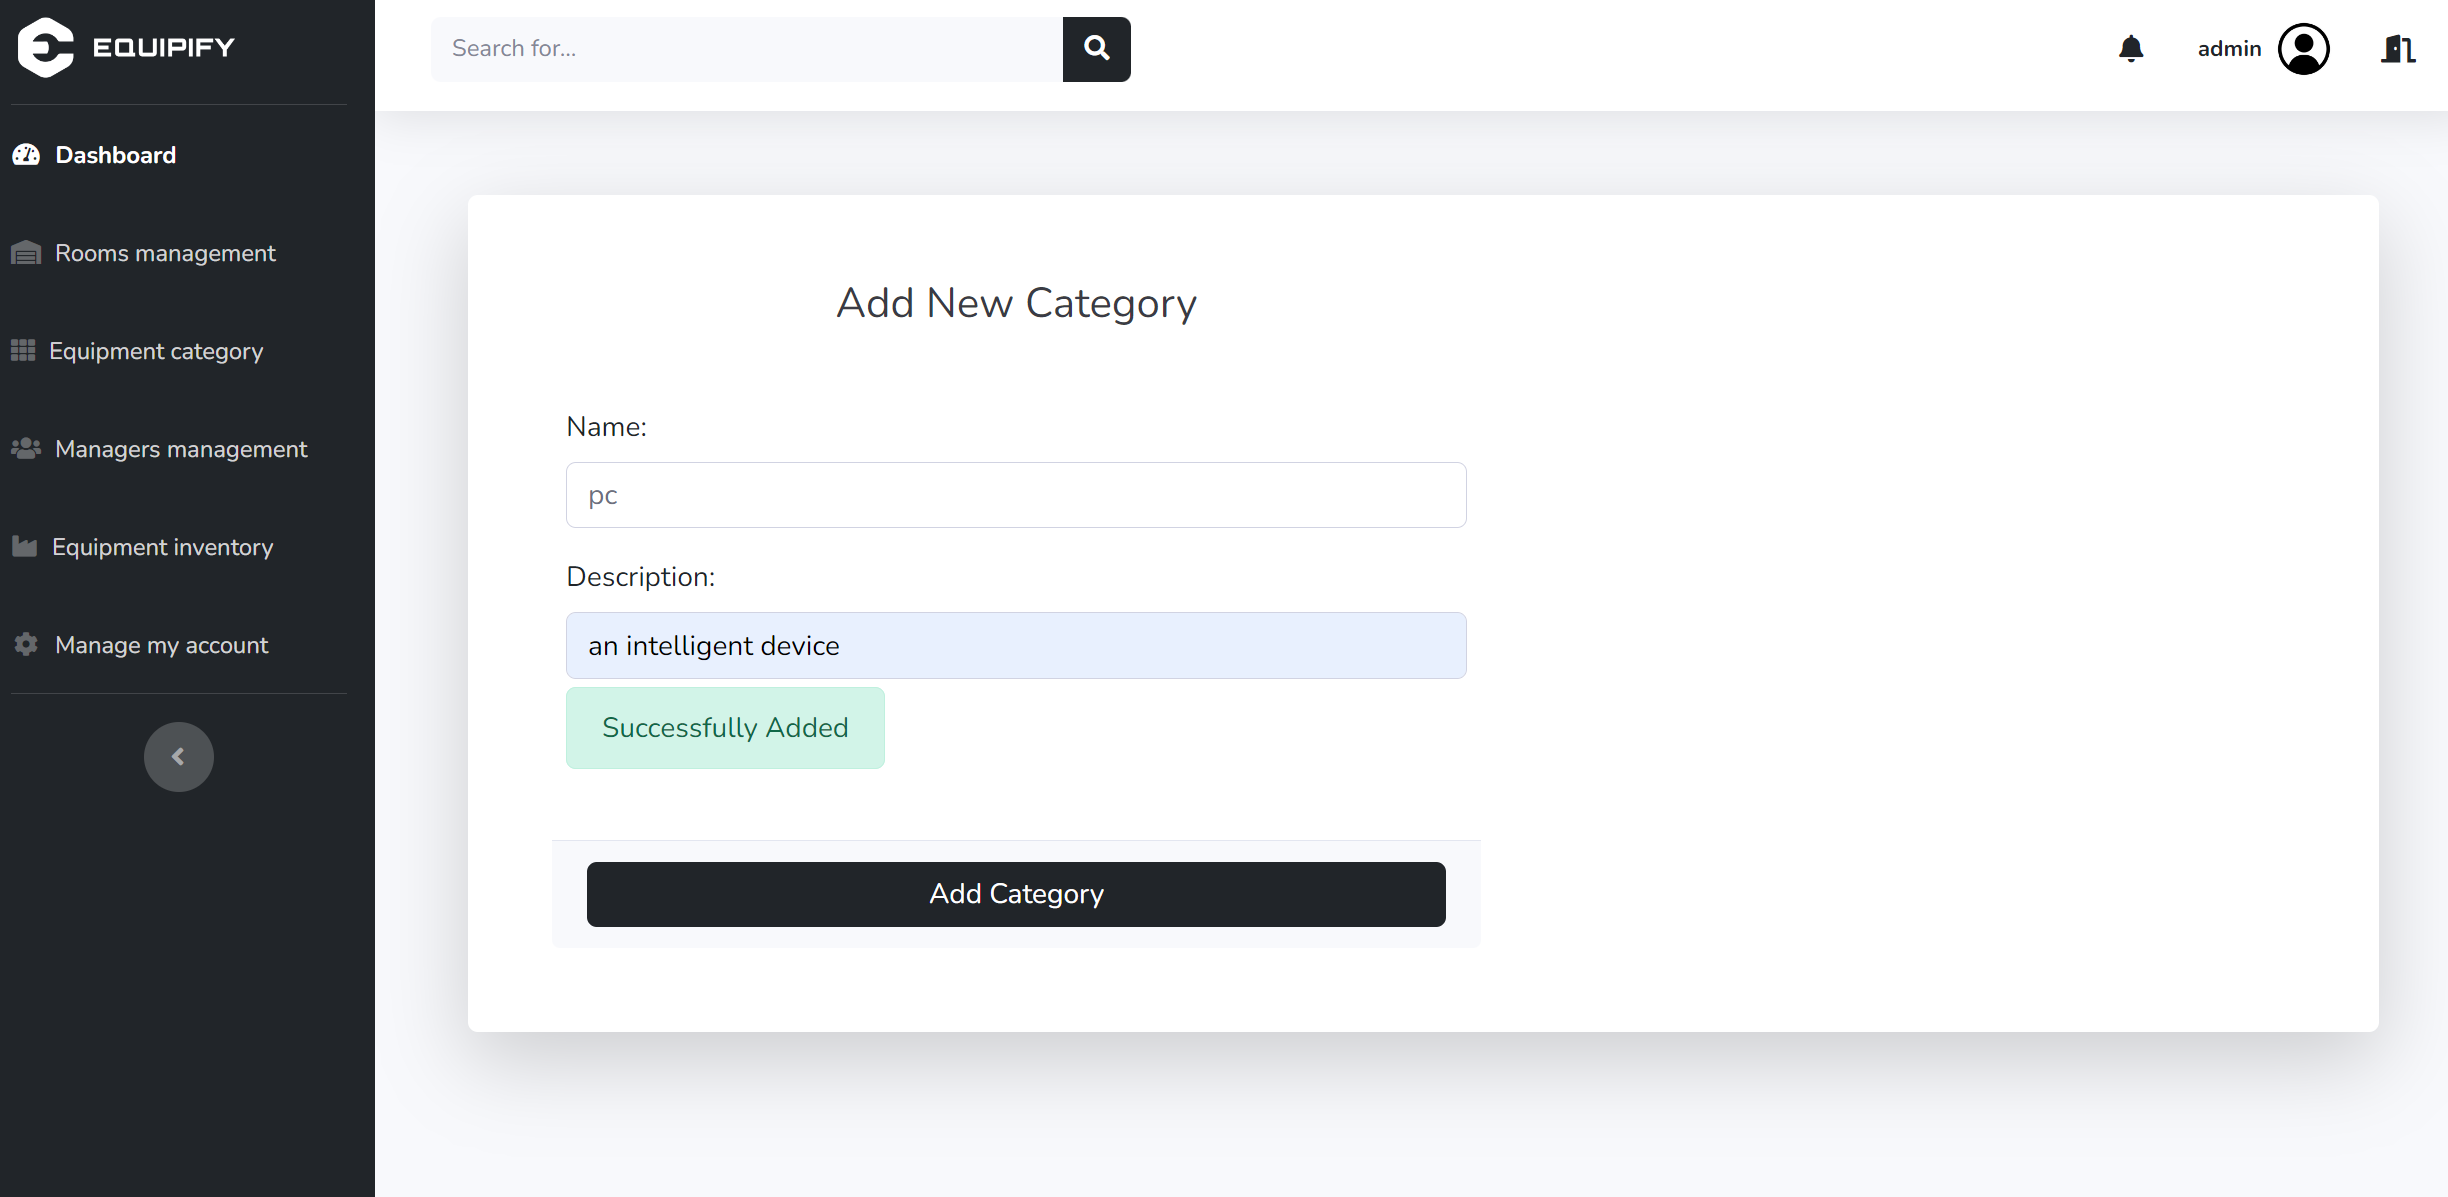 EQUIPIFY
Search for...
admin
Dashboard
Rooms management
Equipment category
Managers management
Equipment inventory
Manage my account
Add New Category
Name:
pc
Description:
an intelligent device
Successfully Added
Add Category